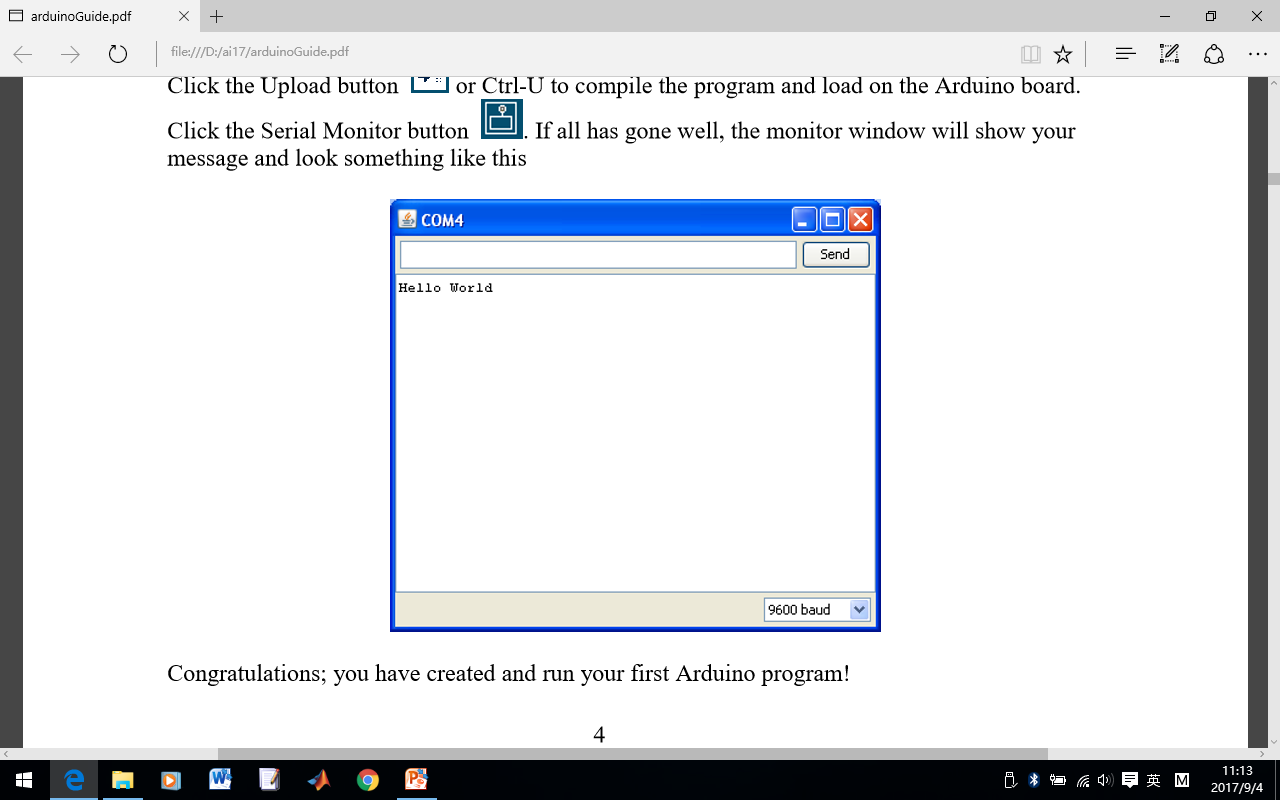 arduinoGuide.pdf
file:///D:/ai17/arduinoGuide.pdf
Click the Upload button or Ctrl-U to compile the program and load on the Arduino board.
Click the Serial Monitor button . If all has gone well, the monitor window will show your
message and look something like this
COM4
Send
Hello World
9600 baud
Congratulations; you have created and run your first Arduino program!
4
英 M
11:13
2017/9/4